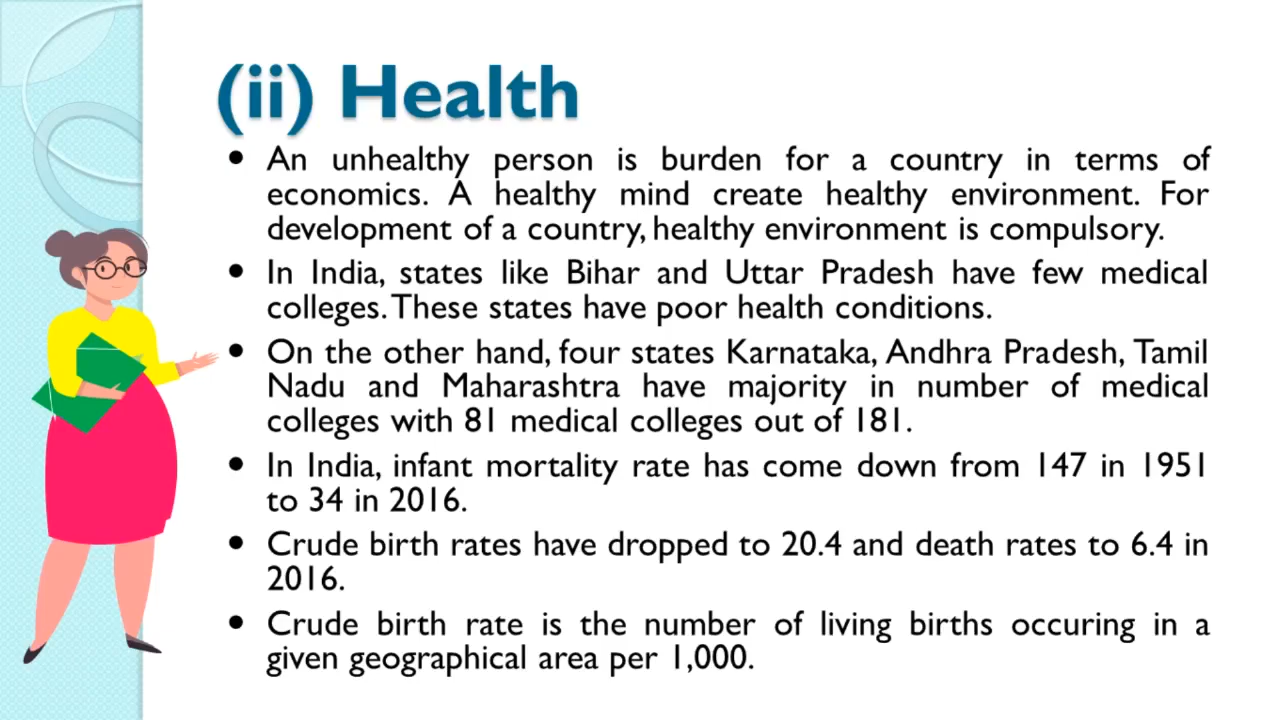 (ii) Health
• An unhealthy person is burden for a country in terms of
economics. A healthy mind create healthy environment. For
development of a country, healthy environment is compulsory.
• In India, states like Bihar and Uttar Pradesh have few medical
colleges. These states have poor health conditions.
• On the other hand, four states Karnataka, Andhra Pradesh, Tamil
Nadu and Maharashtra have majority in number of medical
colleges with 81 medical colleges out of 181.
• In India, infant mortality rate has come down from 147 in 1951
to 34 in 2016.
• Crude birth rates have dropped to 20.4 and death rates to 6.4 in
2016.
• Crude birth rate is the number of living births occuring in a
given geographical area per 1,000.